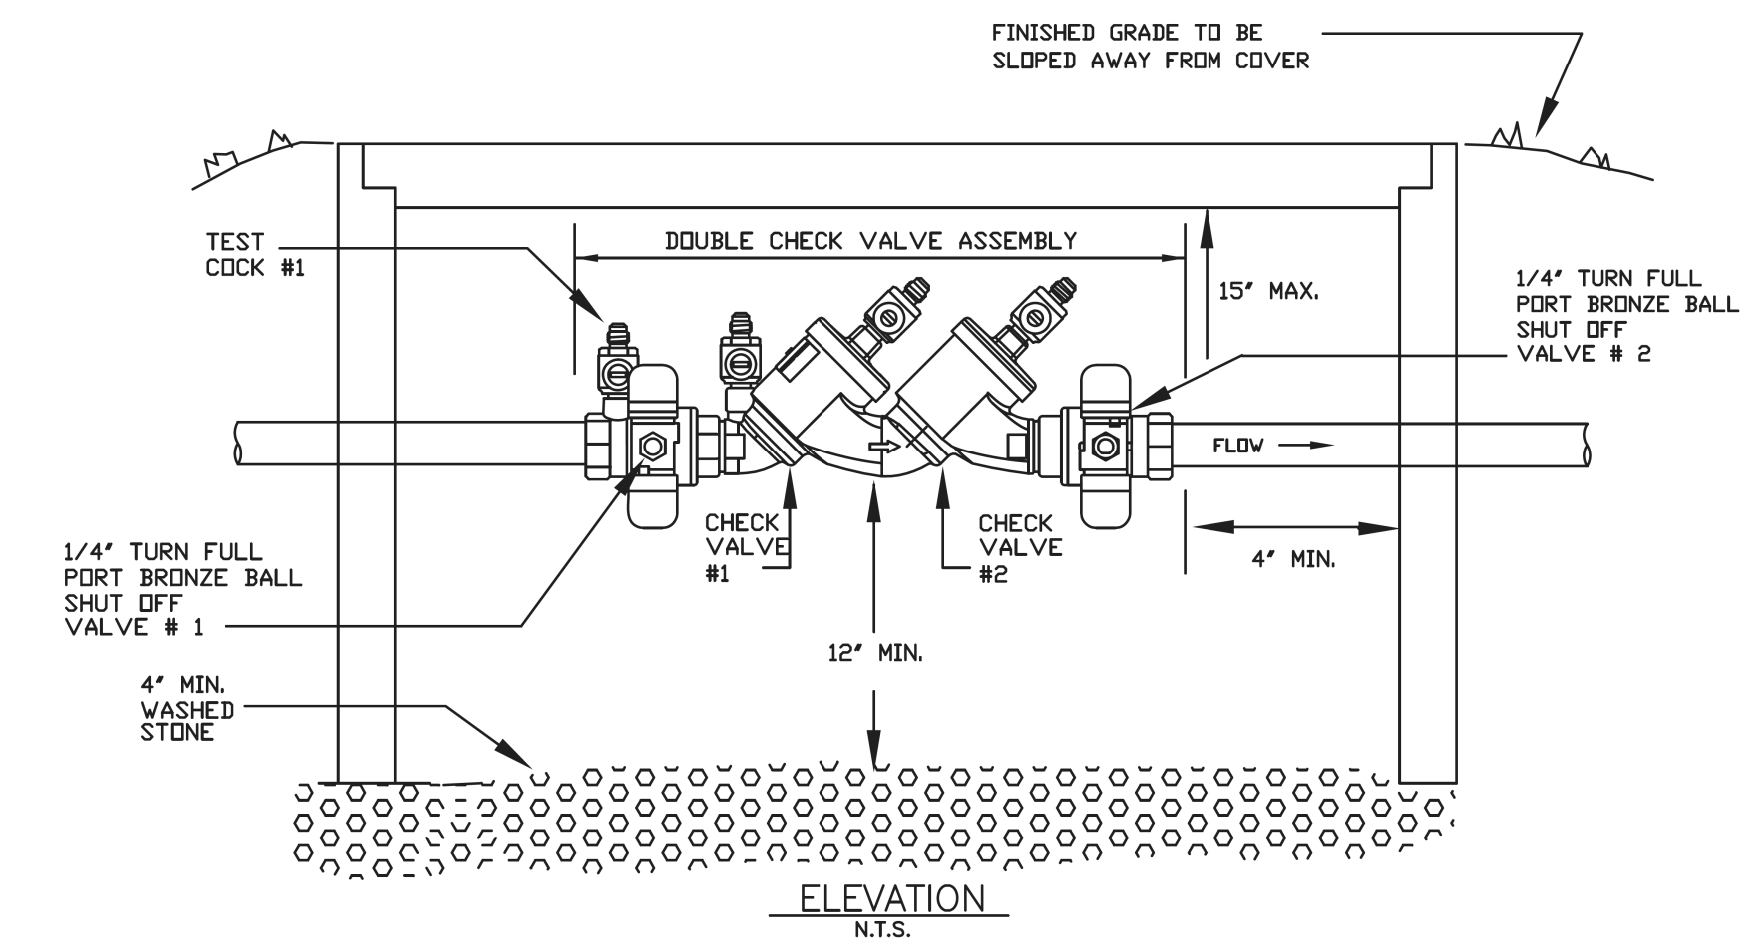 FINISHED GRADE TO BE
SLOPED AWAY FROM COVER
TEST
COCK #1
DOUBLE CHECK VALVE ASSEMBLY
15" MAX.
1/4" TURN FULL
PORT BRONZE BALL
SHUT OFF
VALVE # 2
FLOW
CHECK
VALVE
#1
CHECK
VALVE
#2
4" MIN.
1/4" TURN FULL
PORT BRONZE BALL
SHUT OFF
VALVE # 1
12" MIN.
4" MIN.
WASHED
STONE
ELEVATION
N.T.S.